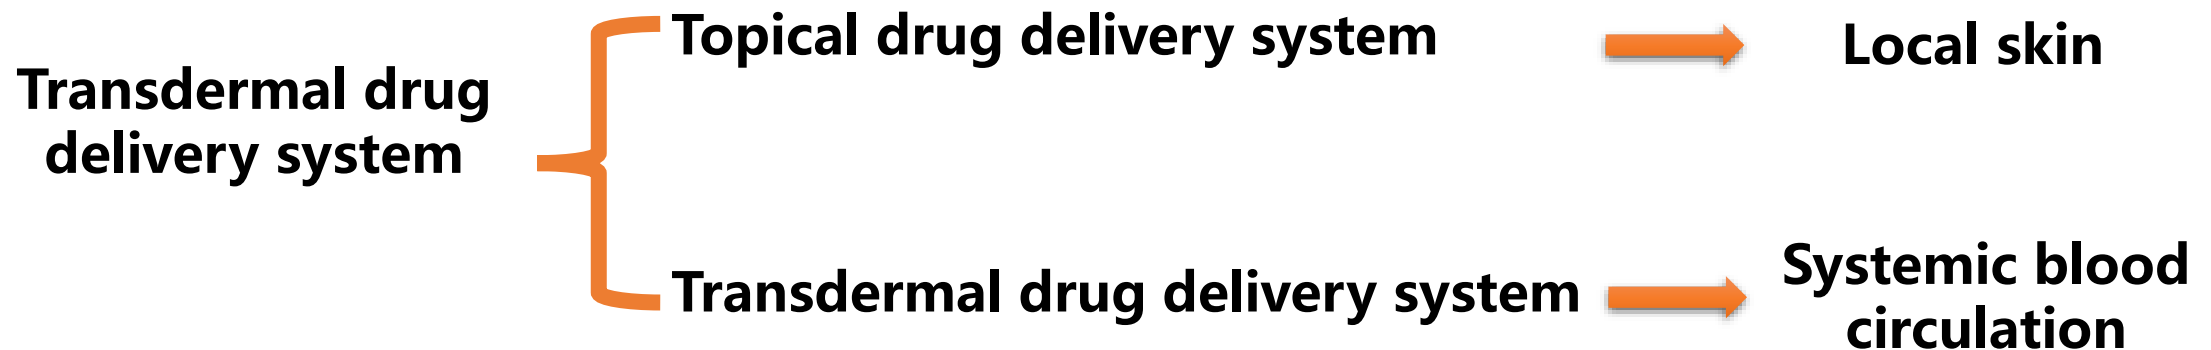 Transdermal drug
delivery system
Topical drug delivery system
Local skin
Transdermal drug delivery system
Systemic blood
circulation